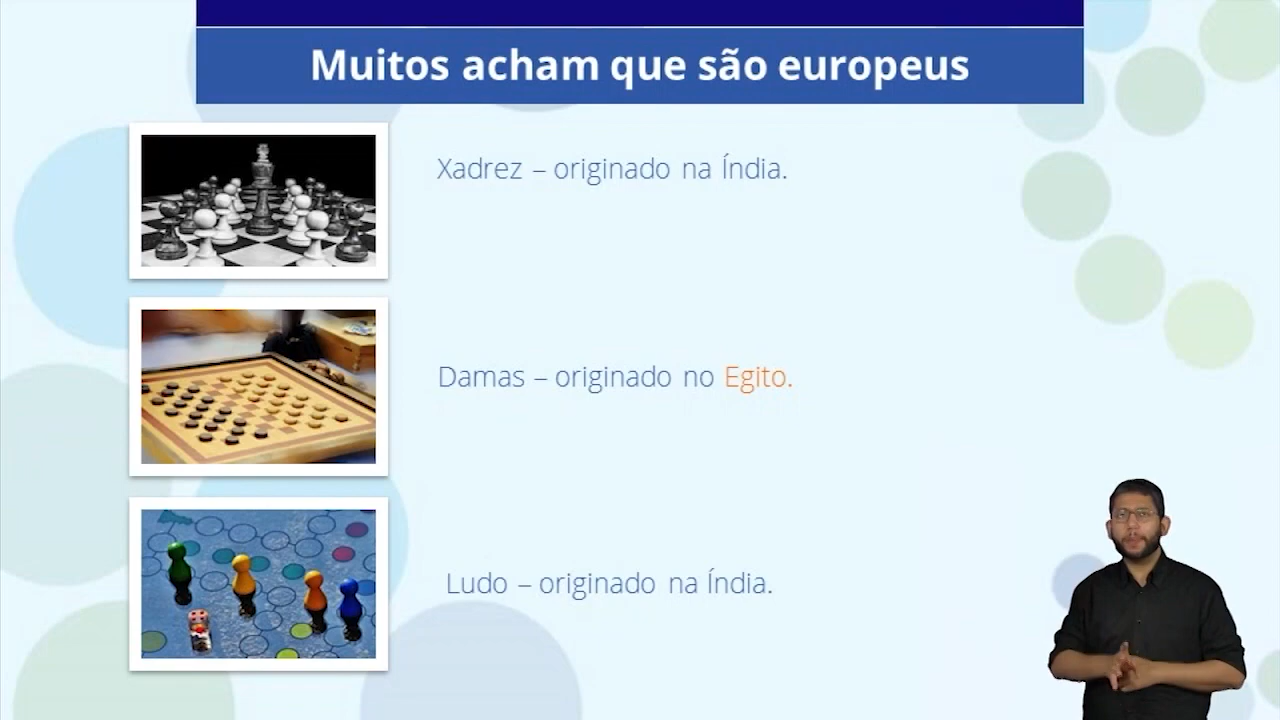 Muitos acham que são europeus
Xadrez – originado na Índia.
Damas – originado no Egito.
Ludo – originado na Índia.